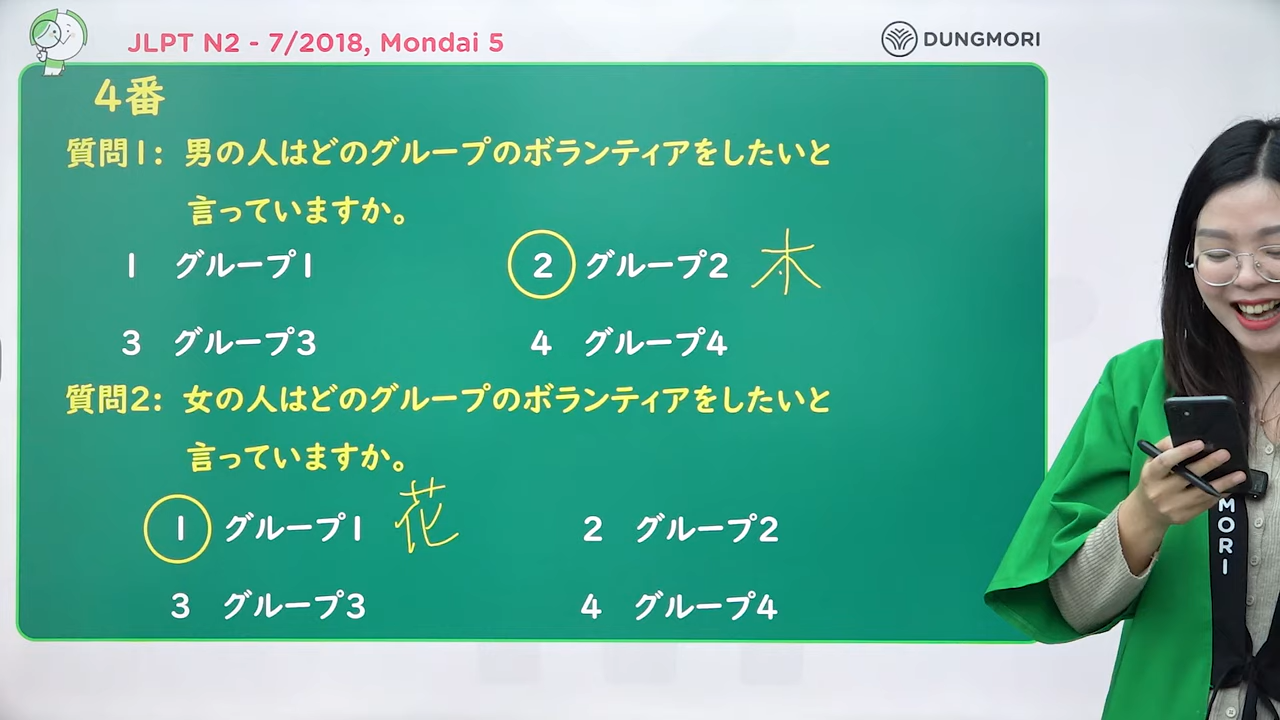 JLPT N2 - 7/2018, Mondai 5
DUNGMORI
4番
質問1: 男の人はどのグループのボランティアをしたいと
言っていますか。
1 グループ1
2 グループ2 木
3 グループ3
4 グループ4
質問2: 女の人はどのグループのボランティアをしたいと
言っていますか。
1 グループ1 花
2 グループ2
3 グループ3
4 グループ4
MORI